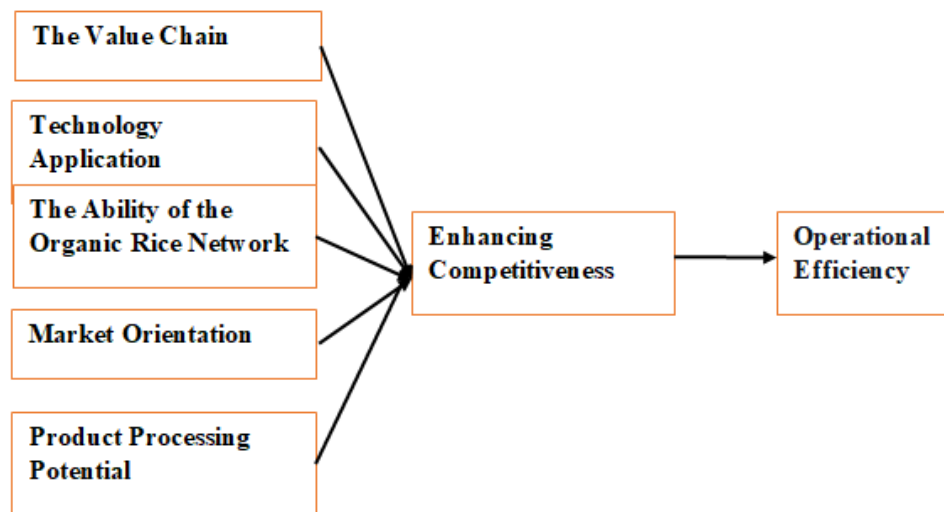 The Value Chain
Technology
Application
The Ability of the
Organic Rice Network
Market Orientation
Product Processing
Potential
Enhancing
Competitiveness
Operational
Efficiency